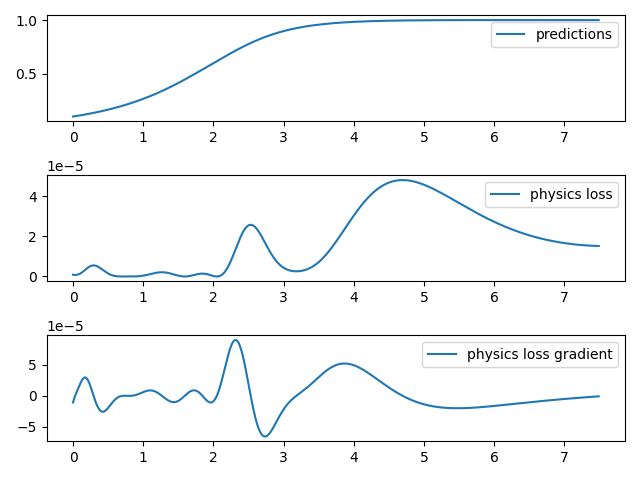 1.0
0.5
predictions
0 1 2 3 4 5 6 7
1e−5
4
2
0
physics loss
0 1 2 3 4 5 6 7
1e−5
5
0
−5
physics loss gradient
0 1 2 3 4 5 6 7